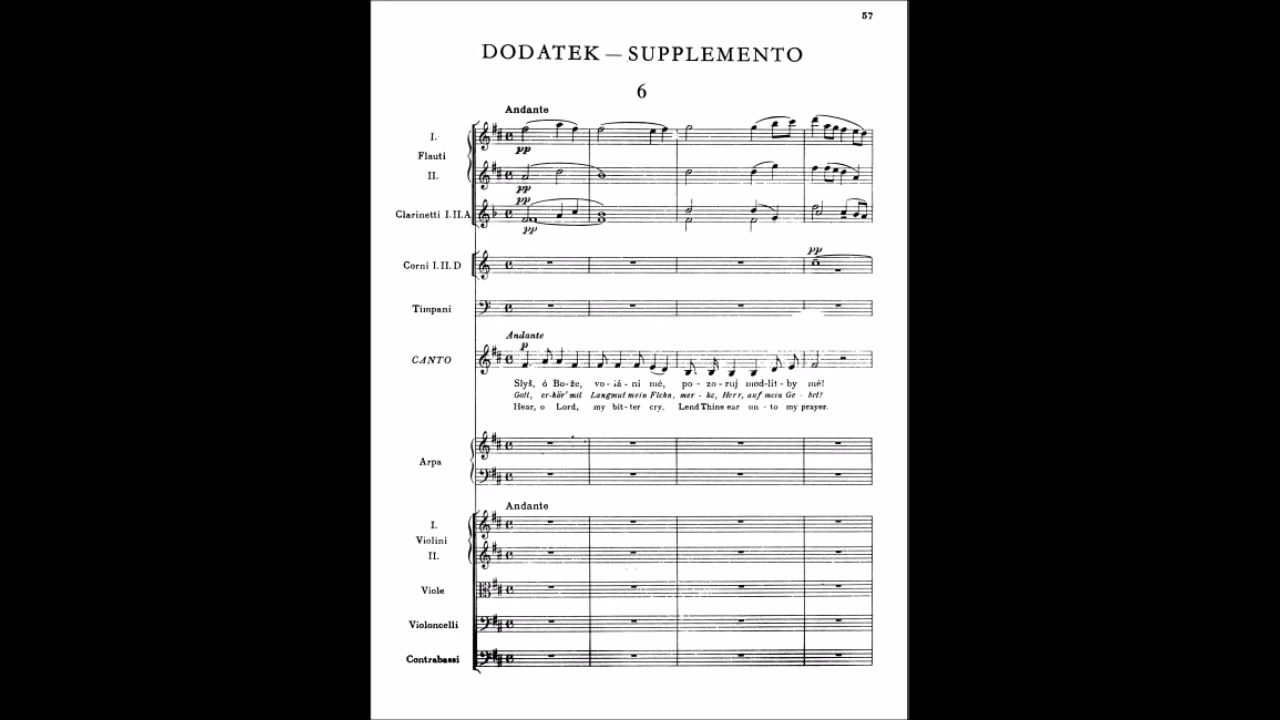 57
DODATEK — SUPPLEMENTO
6
Andante
I.
Flauti
pp
II.
pp
pp
Clarinetti I.II.A
pp
pp
Corni I.II.D
Timpani
Andante
p
CANTO
Slyš, ó Bo-že, vo-lá-ní mé, po-zo-ruj mod-lit-by mé!
Gott, er-hör' mit Langmut mein Flehn, mer-ke, Herr, auf mein Ge-bet!
Hear, o Lord, my bit-ter cry. Lend Thine ear un-to my prayer.
Arpa
Andante
I.
Violini
II.
Viole
Violoncelli
Contrabassi